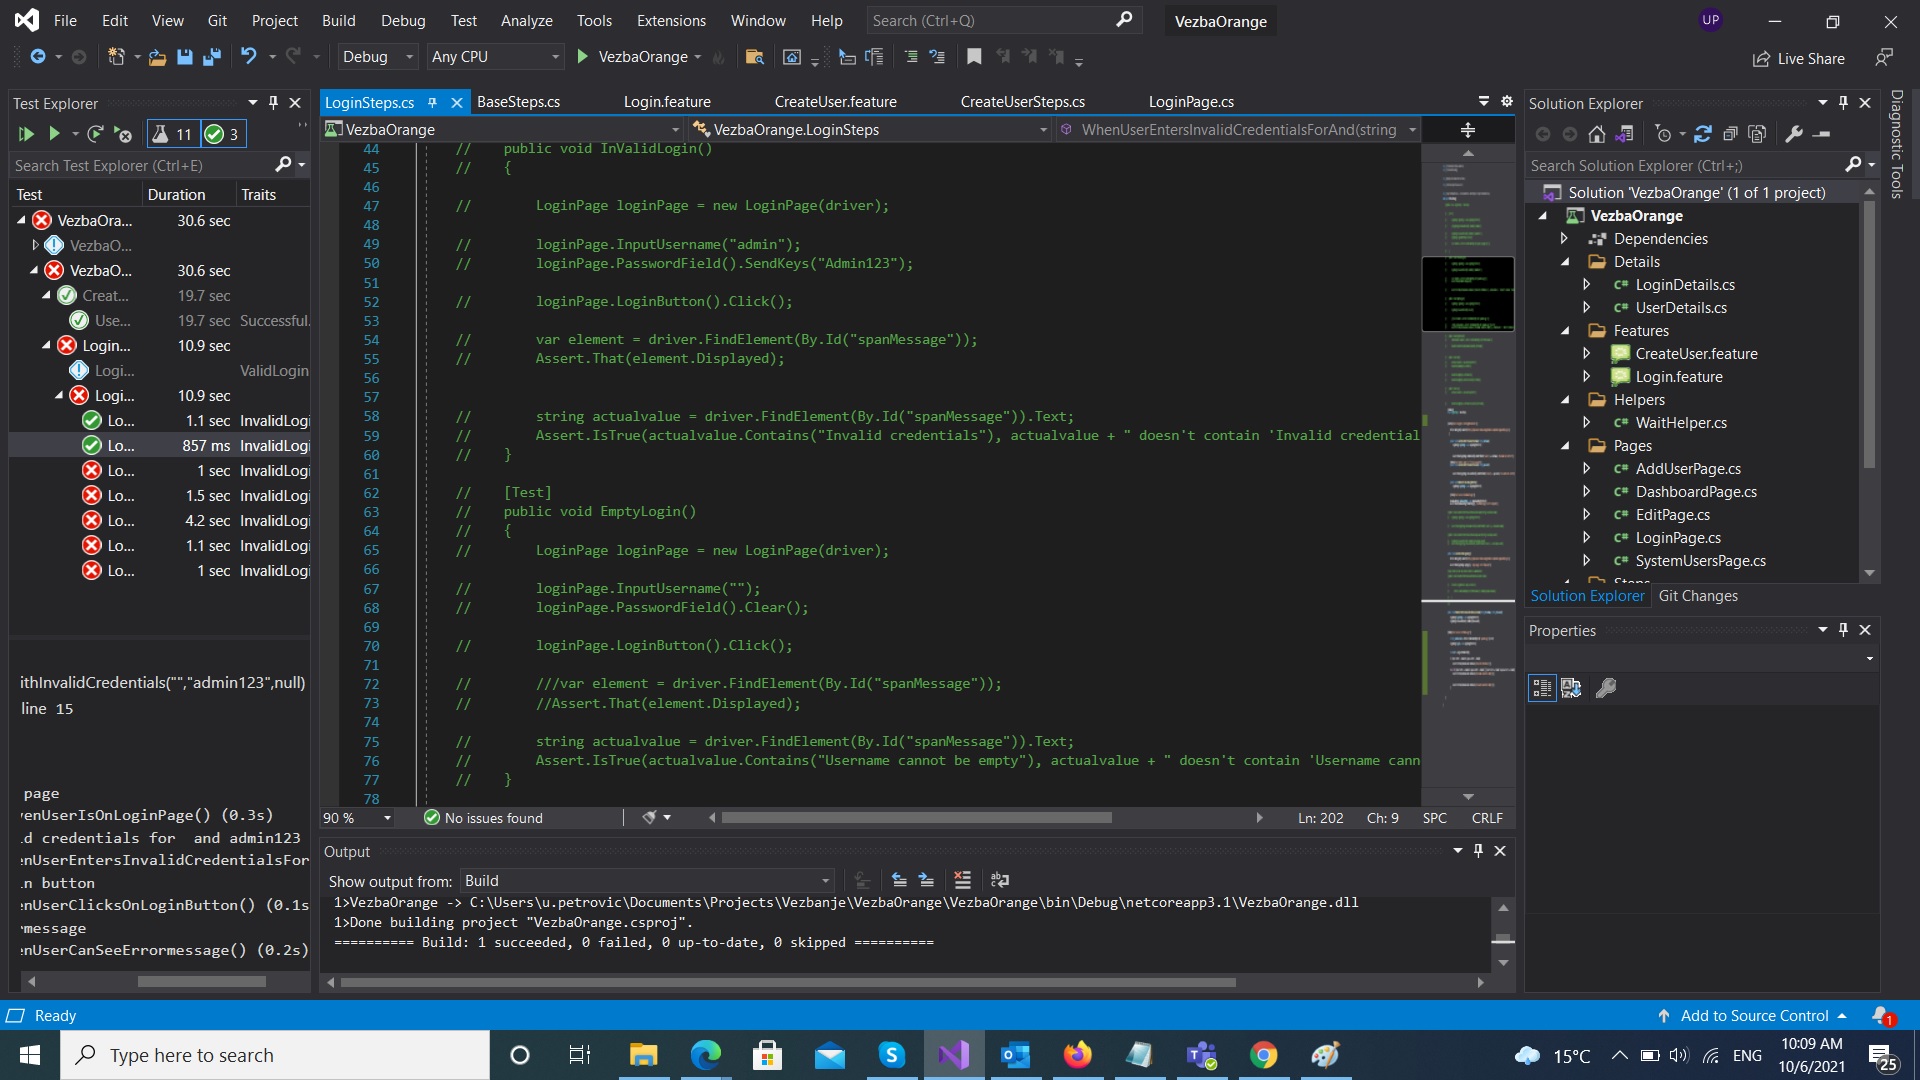 File Edit View Git Project Build Debug Test Analyze Tools Extensions Window Help Search (Ctrl+Q) VezbaOrange UP
Debug Any CPU VezbaOrange Live Share
Test Explorer
11 3
Search Test Explorer (Ctrl+E)
Test Duration Traits
VezbaOra... 30.6 sec
VezbaO...
VezbaO... 30.6 sec
Creat... 19.7 sec
Use... 19.7 sec Successful.
Login... 10.9 sec
Logi... ValidLogin
Logi... 10.9 sec
Lo... 1.1 sec InvalidLogi
Lo... 857 ms InvalidLogi
Lo... 1 sec InvalidLogi
Lo... 1.5 sec InvalidLogi
Lo... 4.2 sec InvalidLogi
Lo... 1.1 sec InvalidLogi
Lo... 1 sec InvalidLogi
ithInvalidCredentials("","admin123",null)
line 15
page
enUserIsOnLoginPage() (0.3s)
d credentials for and admin123
enUserEntersInvalidCredentialsFor
n button
enUserClicksOnLoginButton() (0.1s
message
enUserCanSeeErrormessage() (0.2s)
LoginSteps.cs BaseSteps.cs Login.feature CreateUser.feature CreateUserSteps.cs LoginPage.cs
VezbaOrange VezbaOrange.LoginSteps WhenUserEntersInvalidCredentialsForAnd(string
44 // public void InValidLogin()
45 // {
46
47 // LoginPage loginPage = new LoginPage(driver);
48
49 // loginPage.InputUsername("admin");
50 // loginPage.PasswordField().SendKeys("Admin123");
51
52 // loginPage.LoginButton().Click();
53
54 // var element = driver.FindElement(By.Id("spanMessage"));
55 // Assert.That(element.Displayed);
56
57
58 // string actualvalue = driver.FindElement(By.Id("spanMessage")).Text;
59 // Assert.IsTrue(actualvalue.Contains("Invalid credentials"), actualvalue + " doesn't contain 'Invalid credential
60 // }
61
62 // [Test]
63 // public void EmptyLogin()
64 // {
65 // LoginPage loginPage = new LoginPage(driver);
66
67 // loginPage.InputUsername("");
68 // loginPage.PasswordField().Clear();
69
70 // loginPage.LoginButton().Click();
71
72 // ///var element = driver.FindElement(By.Id("spanMessage"));
73 // //Assert.That(element.Displayed);
74
75 // string actualvalue = driver.FindElement(By.Id("spanMessage")).Text;
76 // Assert.IsTrue(actualvalue.Contains("Username cannot be empty"), actualvalue + " doesn't contain 'Username cann
77 // }
78
90 % No issues found Ln: 202 Ch: 9 SPC CRLF
Output
Show output from: Build
1>VezbaOrange -> C:\Users\u.petrovic\Documents\Projects\Vezbanje\VezbaOrange\VezbaOrange\bin\Debug\netcoreapp3.1\VezbaOrange.dll
1>Done building project "VezbaOrange.csproj".
========== Build: 1 succeeded, 0 failed, 0 up-to-date, 0 skipped ==========
Solution Explorer
Search Solution Explorer (Ctrl+;)
Solution 'VezbaOrange' (1 of 1 project)
VezbaOrange
Dependencies
Details
C# LoginDetails.cs
C# UserDetails.cs
Features
CreateUser.feature
Login.feature
Helpers
C# WaitHelper.cs
Pages
C# AddUserPage.cs
C# DashboardPage.cs
C# EditPage.cs
C# LoginPage.cs
C# SystemUsersPage.cs
Steps
Solution Explorer Git Changes
Properties
Diagnostic Tools
Ready Add to Source Control 1
Type here to search 15°C ENG 10:09 AM
10/6/2021 25